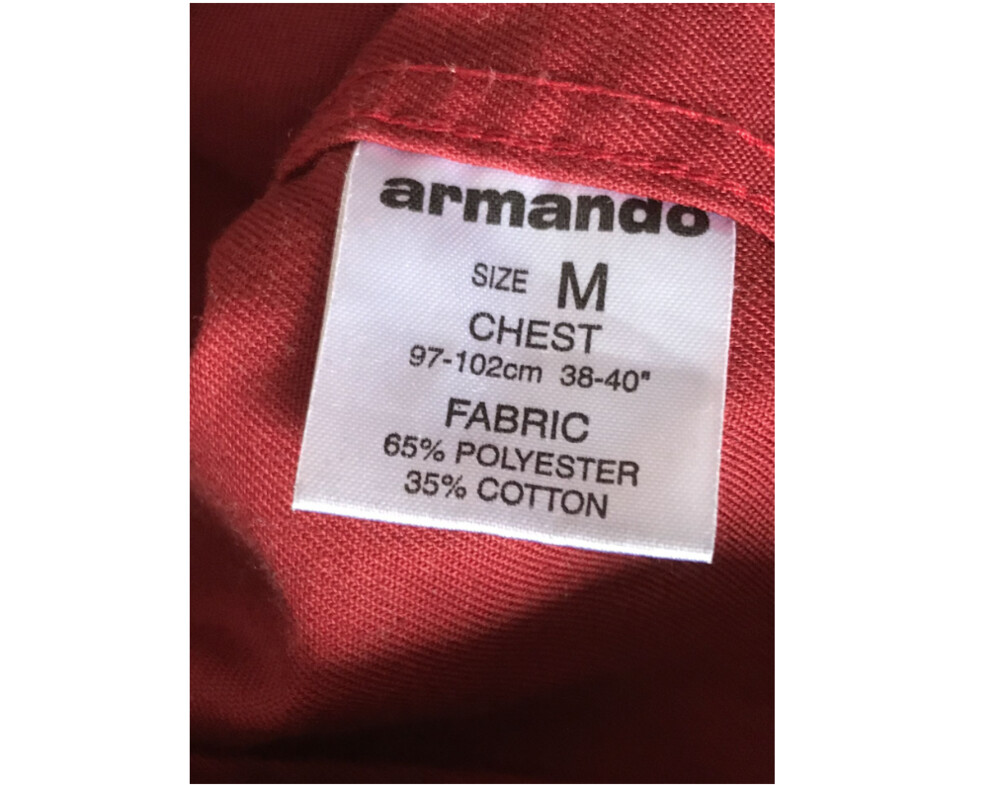 armando
SIZE M
CHEST
97-102cm 38-40"
FABRIC
65% POLYESTER
35% COTTON